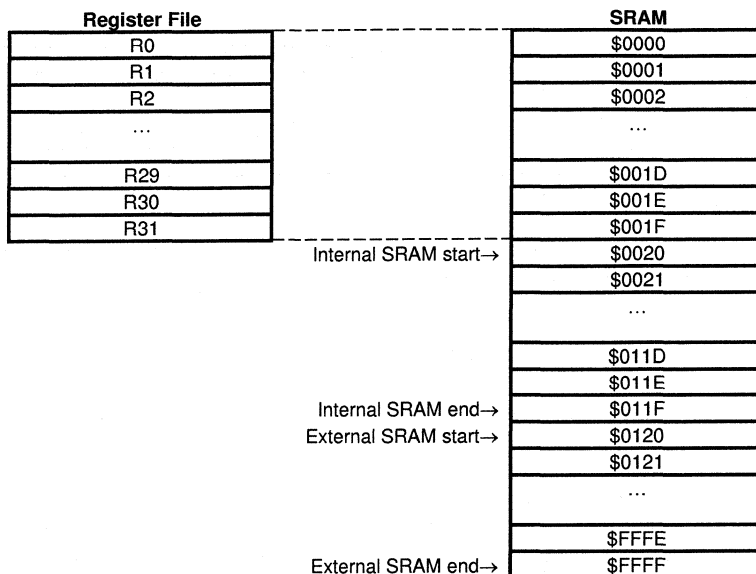 Register File
R0
R1
R2
...
R29
R30
R31
SRAM
$0000
$0001
$0002
...
$001D
$001E
$001F
Internal SRAM start→ $0020
$0021
...
$011D
$011E
Internal SRAM end→ $011F
External SRAM start→ $0120
$0121
...
$FFFE
External SRAM end→ $FFFF